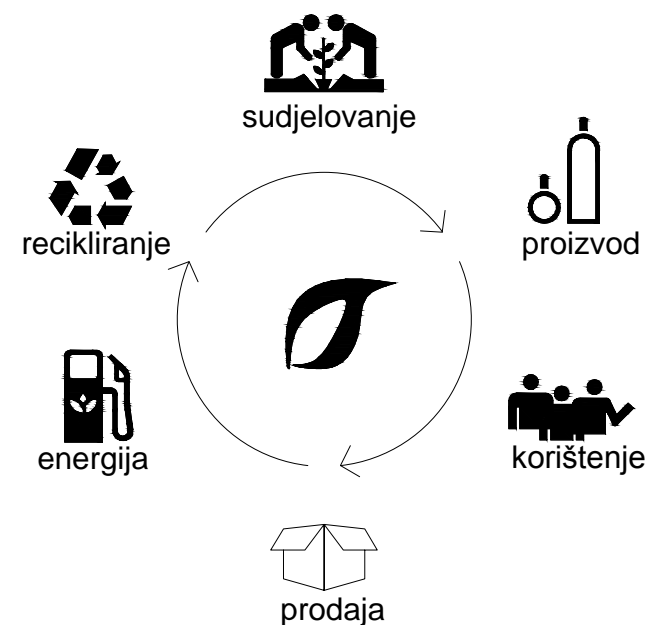 sudjelovanje
recikliranje
proizvod
energija
korištenje
prodaja